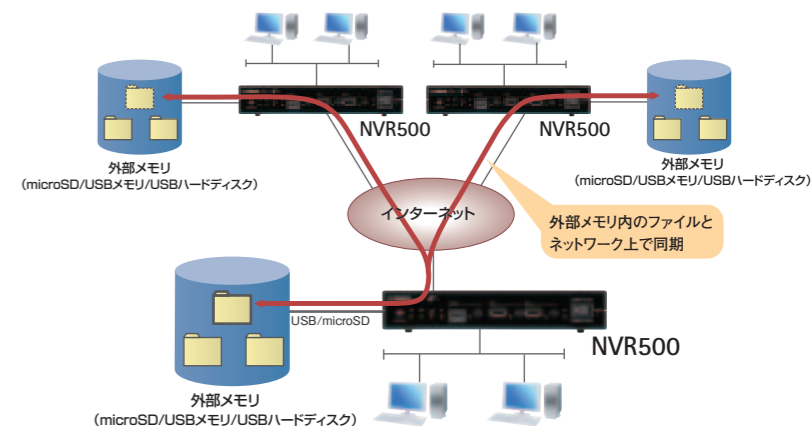 NVR500
NVR500
外部メモリ
（microSD/USBメモリ/USBハードディスク）
外部メモリ
（microSD/USBメモリ/USBハードディスク）
インターネット
外部メモリ内のファイルと
ネットワーク上で同期
USB/microSD
NVR500
外部メモリ
（microSD/USBメモリ/USBハードディスク）